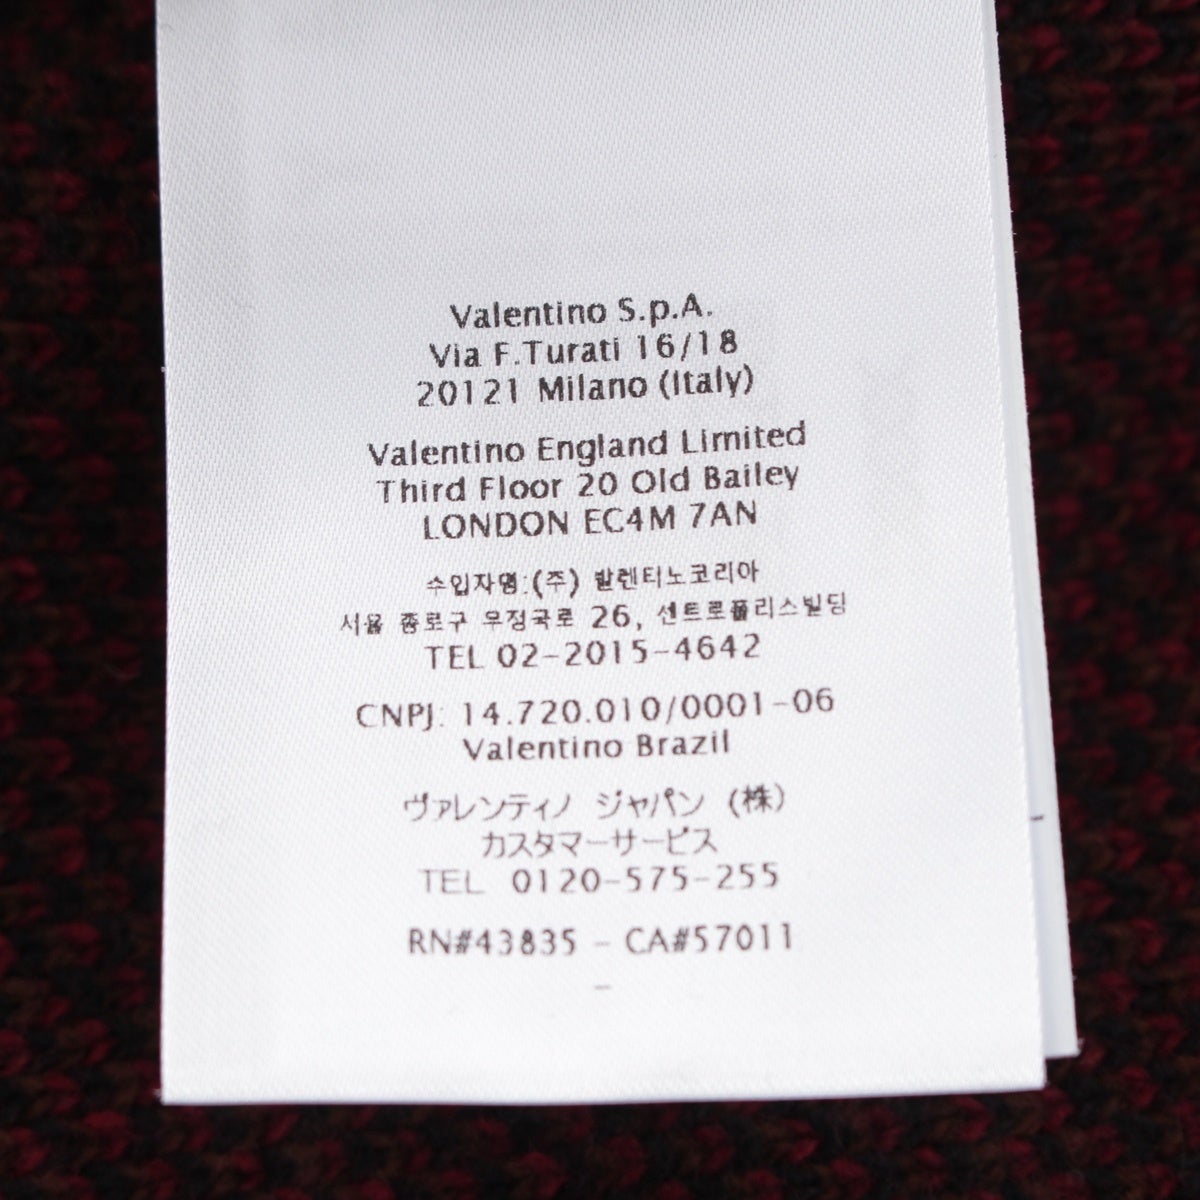 Valentino S.p.A.
Via F.Turati 16/18
20121 Milano (Italy)
Valentino England Limited
Third Floor 20 Old Bailey
LONDON EC4M 7AN
수입자명:(주) 발렌티노코리아
서울 종로구 우정국로 26, 센트로폴리스빌딩
TEL 02-2015-4642
CNPJ: 14.720.010/0001-06
Valentino Brazil
ヴァレンティノ ジャパン (株)
カスタマーサービス
TEL 0120-575-255
RN#43835 - CA#57011
-